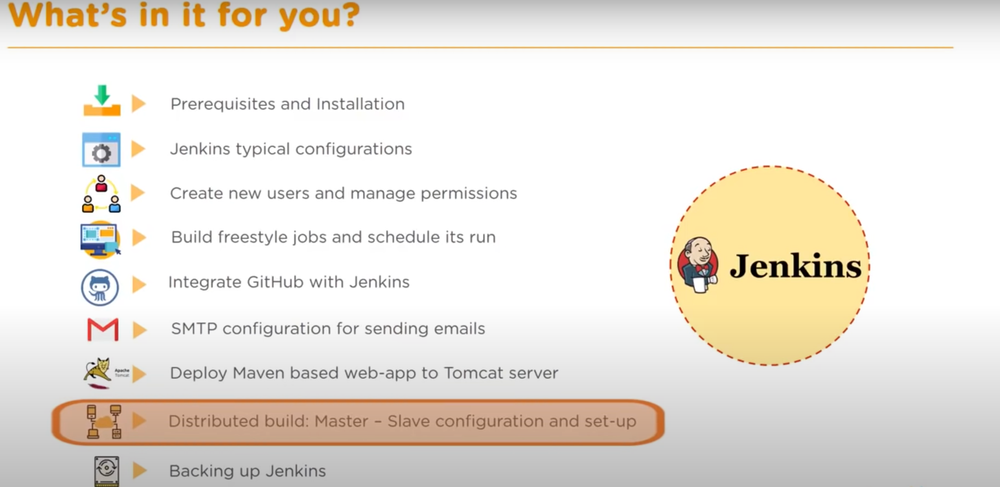 What's in it for you?
Prerequisites and Installation
Jenkins typical configurations
Create new users and manage permissions
Build freestyle jobs and schedule its run
Integrate GitHub with Jenkins
SMTP configuration for sending emails
Apache
Tomcat
Deploy Maven based web-app to Tomcat server
Distributed build: Master – Slave configuration and set-up
Backing up Jenkins
Jenkins